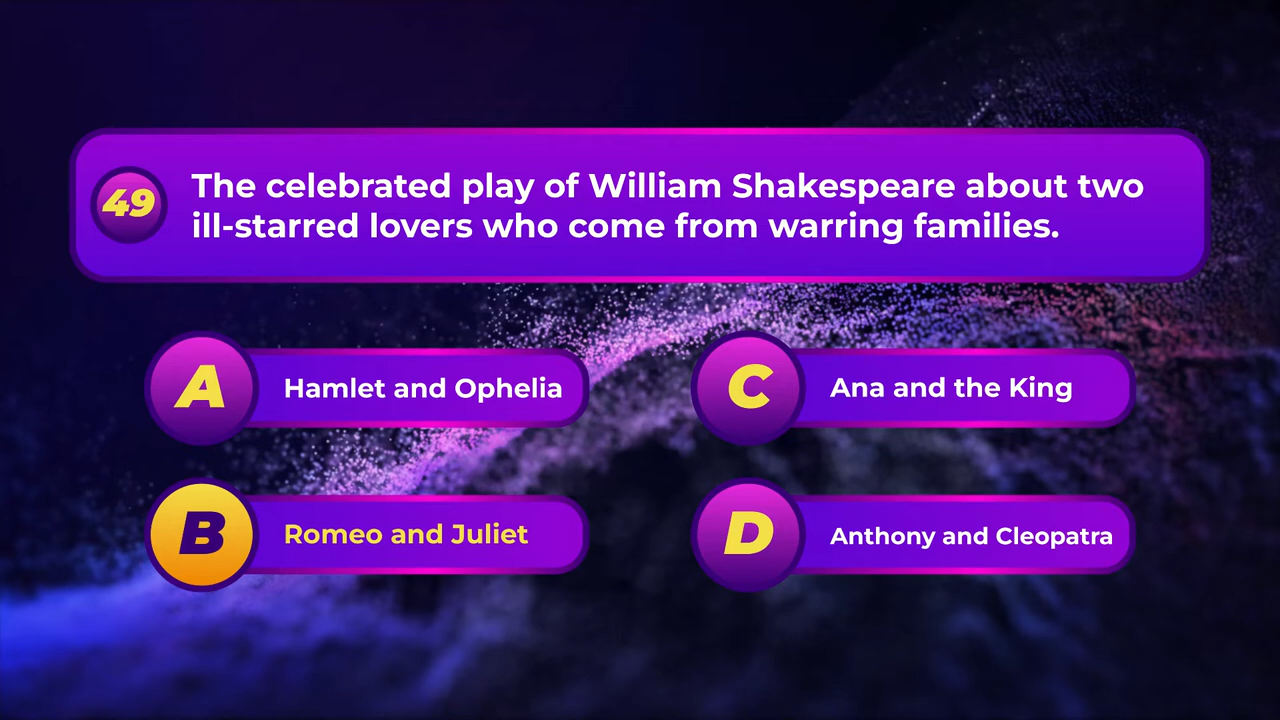 49
The celebrated play of William Shakespeare about two
ill-starred lovers who come from warring families.
A
Hamlet and Ophelia
B
Romeo and Juliet
C
Ana and the King
D
Anthony and Cleopatra